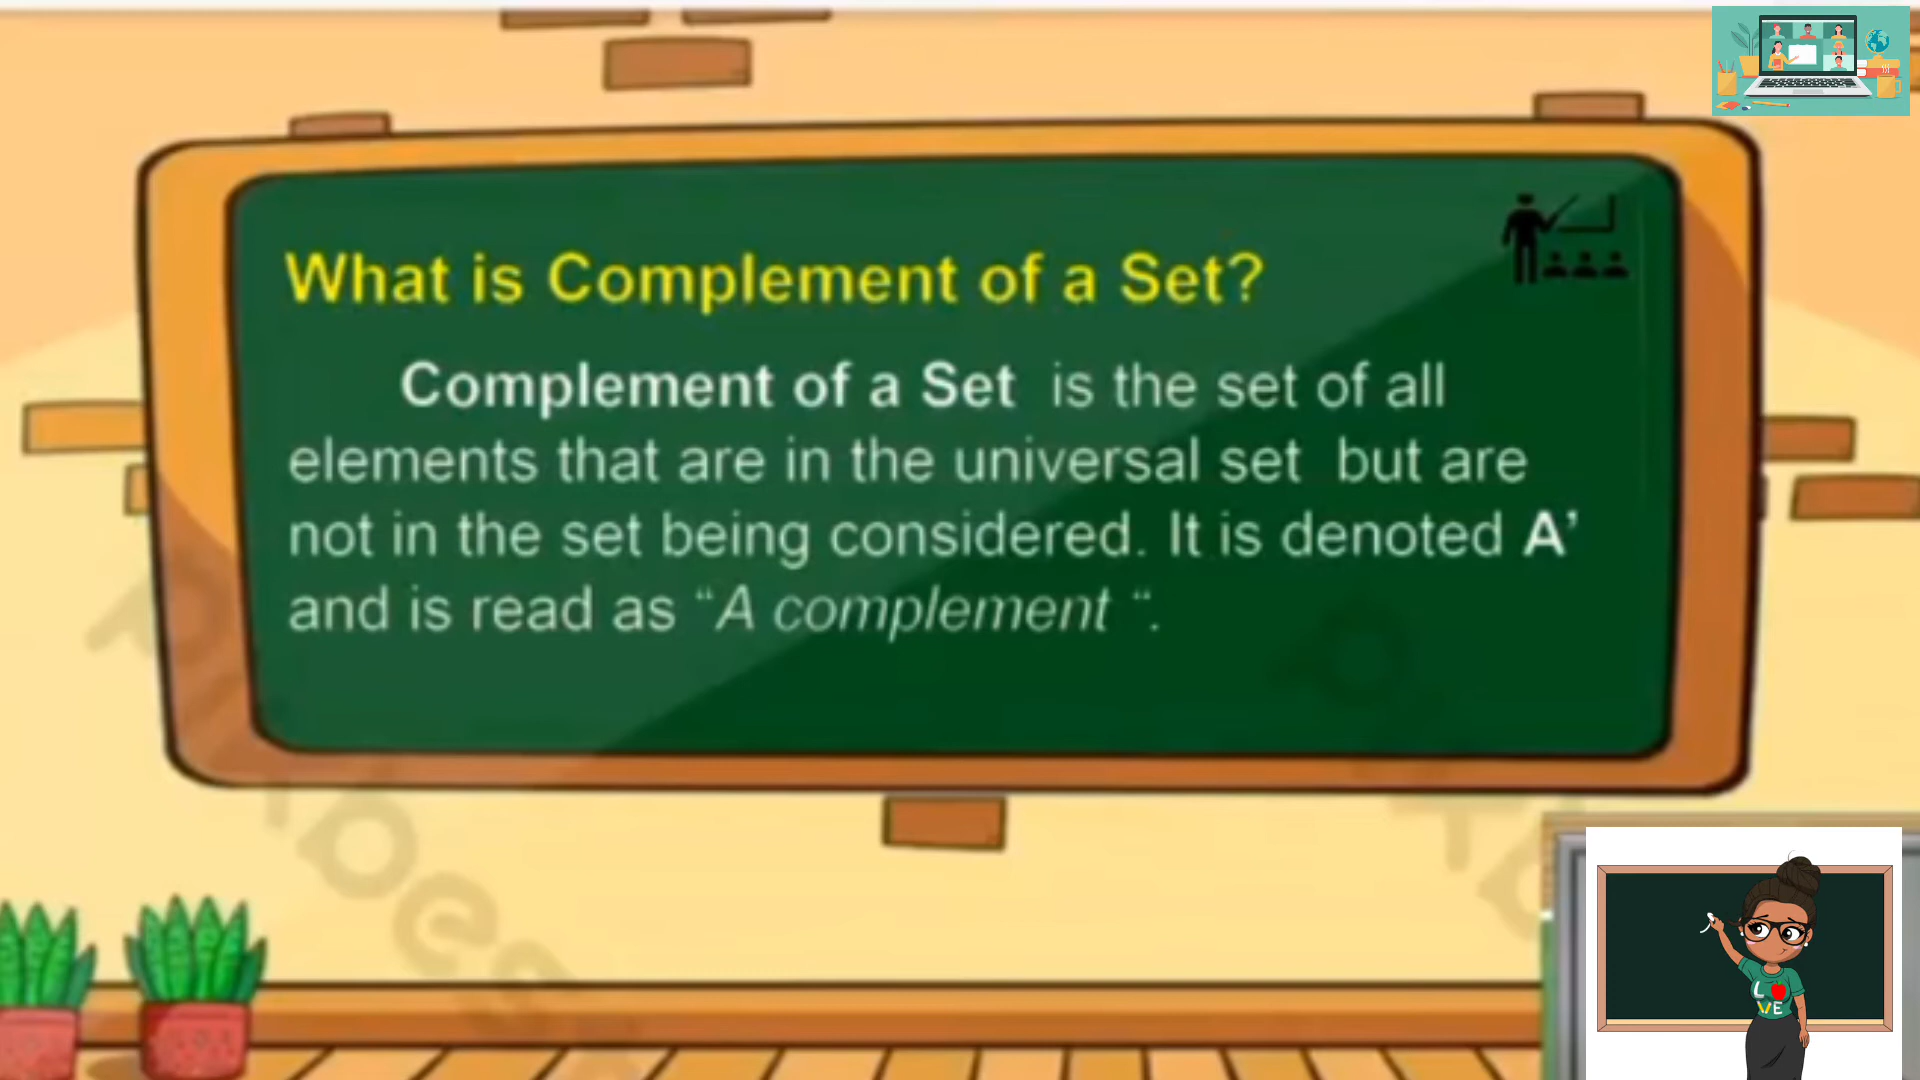 What is Complement of a Set?
Complement of a Set is the set of all
elements that are in the universal set but are
not in the set being considered. It is denoted A’
and is read as “A complement “.
L
VE